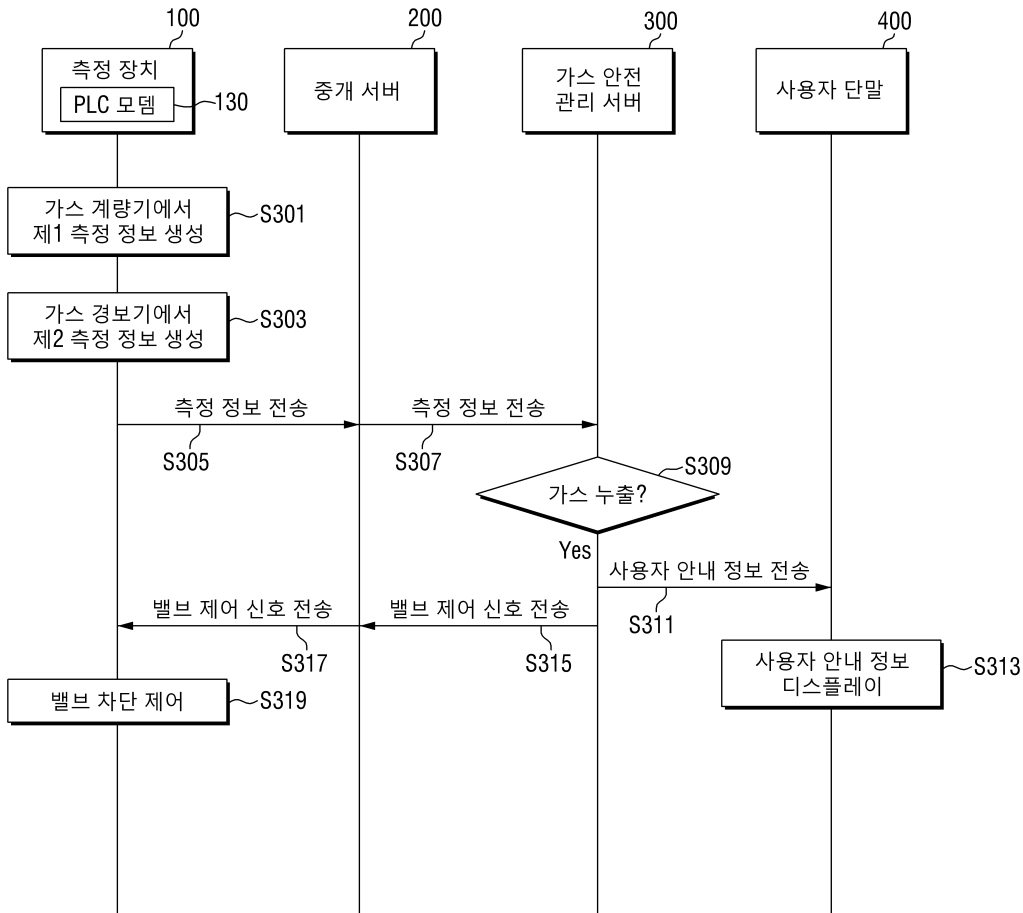 100
200
300
400
측정 장치
PLC 모뎀
130
중개 서버
가스 안전
관리 서버
사용자 단말
가스 계량기에서
제1 측정 정보 생성
S301
가스 경보기에서
제2 측정 정보 생성
S303
측정 정보 전송
측정 정보 전송
S305
S307
가스 누출?
S309
Yes
사용자 안내 정보 전송
S311
밸브 제어 신호 전송
밸브 제어 신호 전송
S317
S315
사용자 안내 정보
디스플레이
S313
밸브 차단 제어
S319